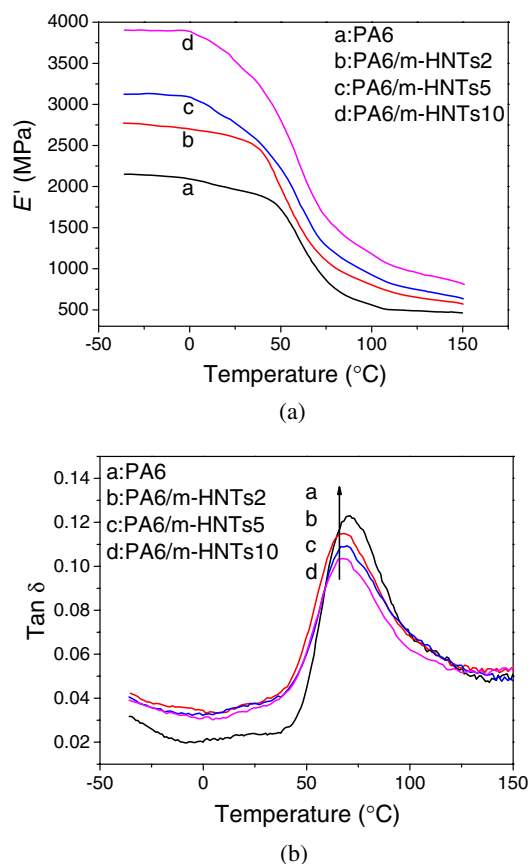 4000
3500
3000
2500
2000
1500
1000
500
E' (MPa)
a:PA6
b:PA6/m-HNTs2
c:PA6/m-HNTs5
d:PA6/m-HNTs10
d
c
b
a
-50 0 50 100 150
Temperature (°C)
(a)
0.14
0.12
0.10
0.08
0.06
0.04
0.02
Tan δ
a:PA6
b:PA6/m-HNTs2
c:PA6/m-HNTs5
d:PA6/m-HNTs10
a
b
c
d
-50 0 50 100 150
Temperature (°C)
(b)